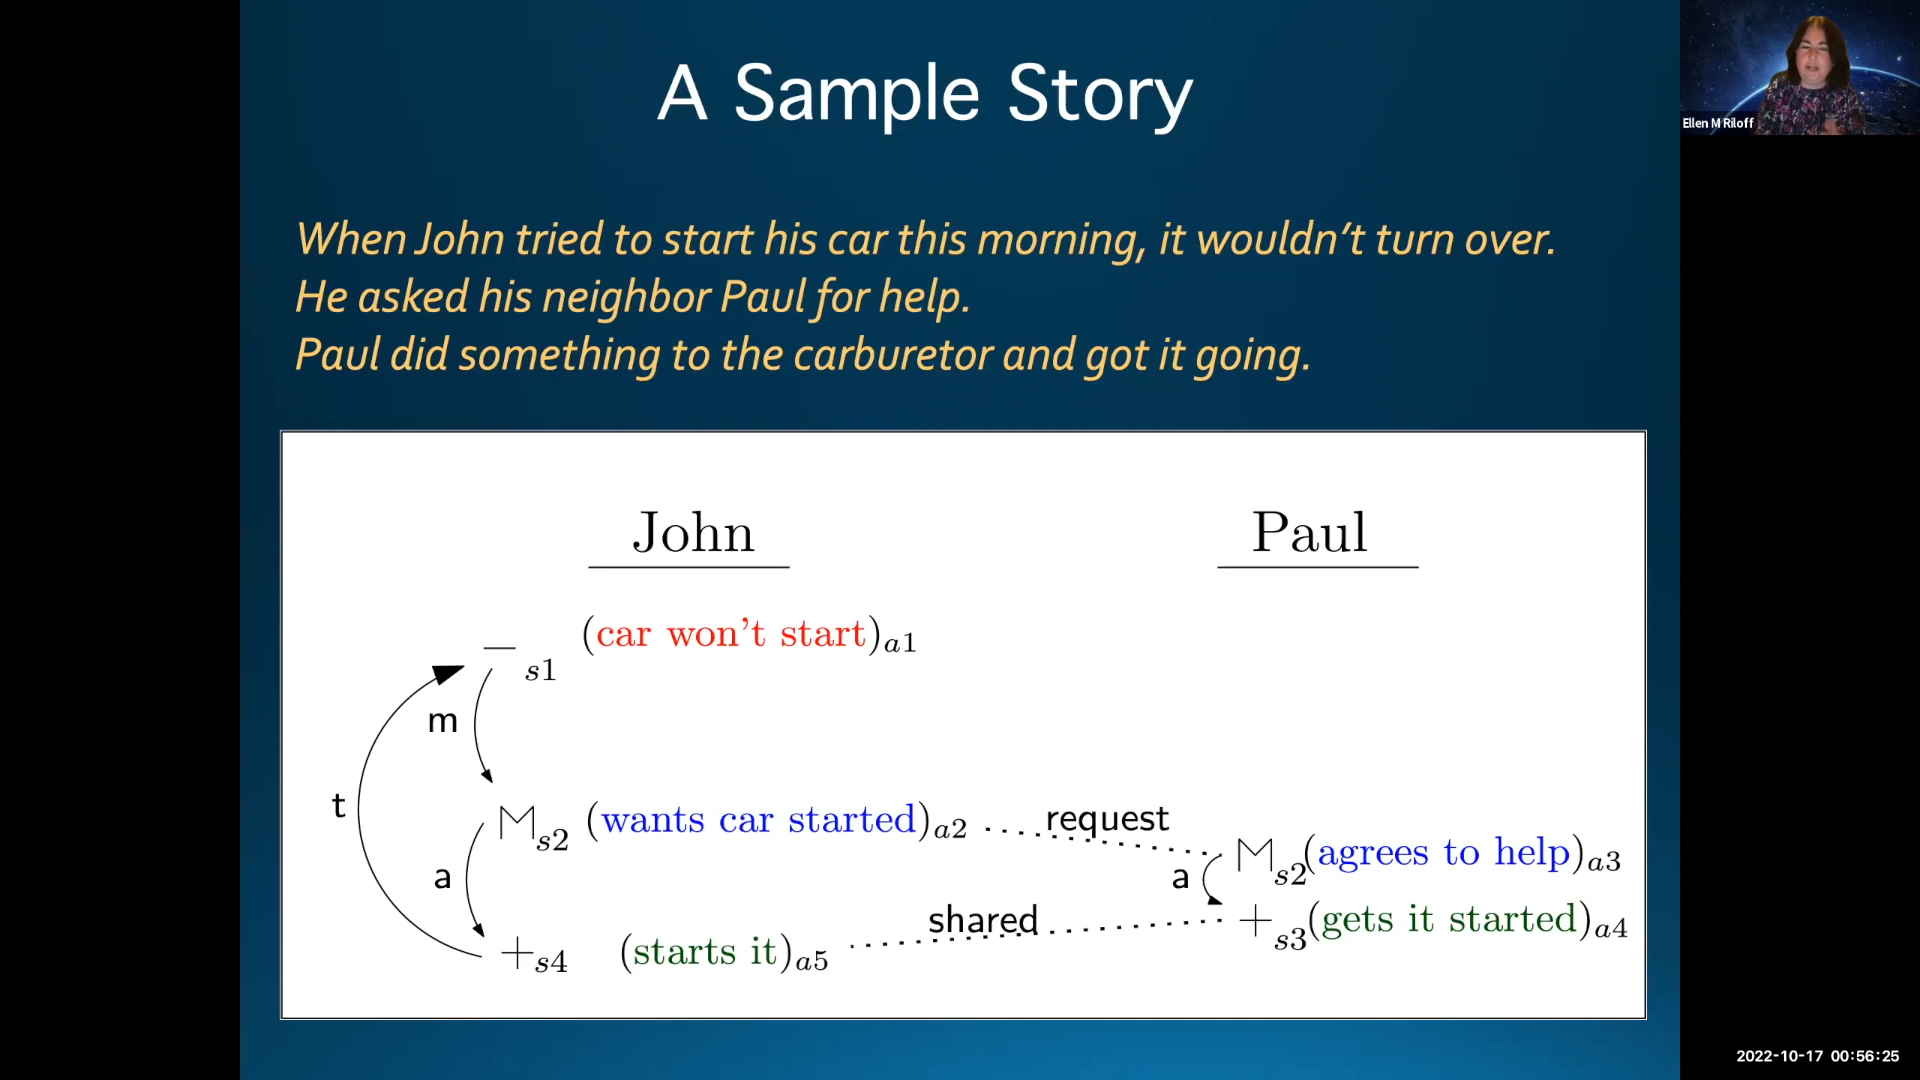 A Sample Story
Ellen M Riloff
When John tried to start his car this morning, it wouldn't turn over.
He asked his neighbor Paul for help.
Paul did something to the carburetor and got it going.
John Paul
− s1 (car won't start)a1
m
t
M s2 (wants car started)a2 request
M s2 (agrees to help)a3
a a
shared + s3 (gets it started)a4
+ s4 (starts it)a5
2022-10-17 00:56:25